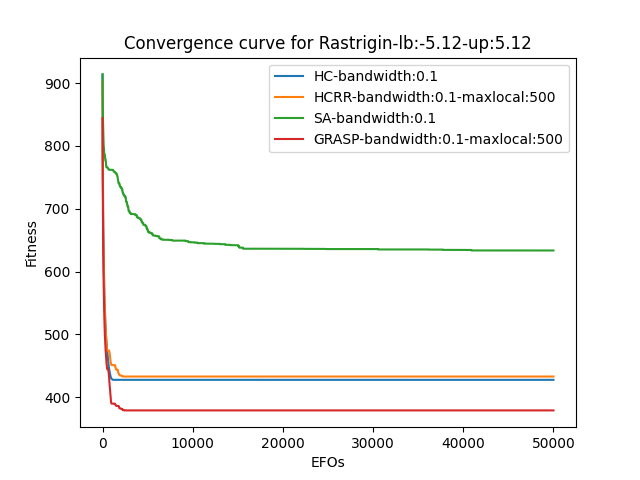 Convergence curve for Rastrigin-lb:-5.12-up:5.12
HC-bandwidth:0.1
HCRR-bandwidth:0.1-maxlocal:500
SA-bandwidth:0.1
GRASP-bandwidth:0.1-maxlocal:500
900
800
700
600
500
400
Fitness
0 10000 20000 30000 40000 50000
EFOs